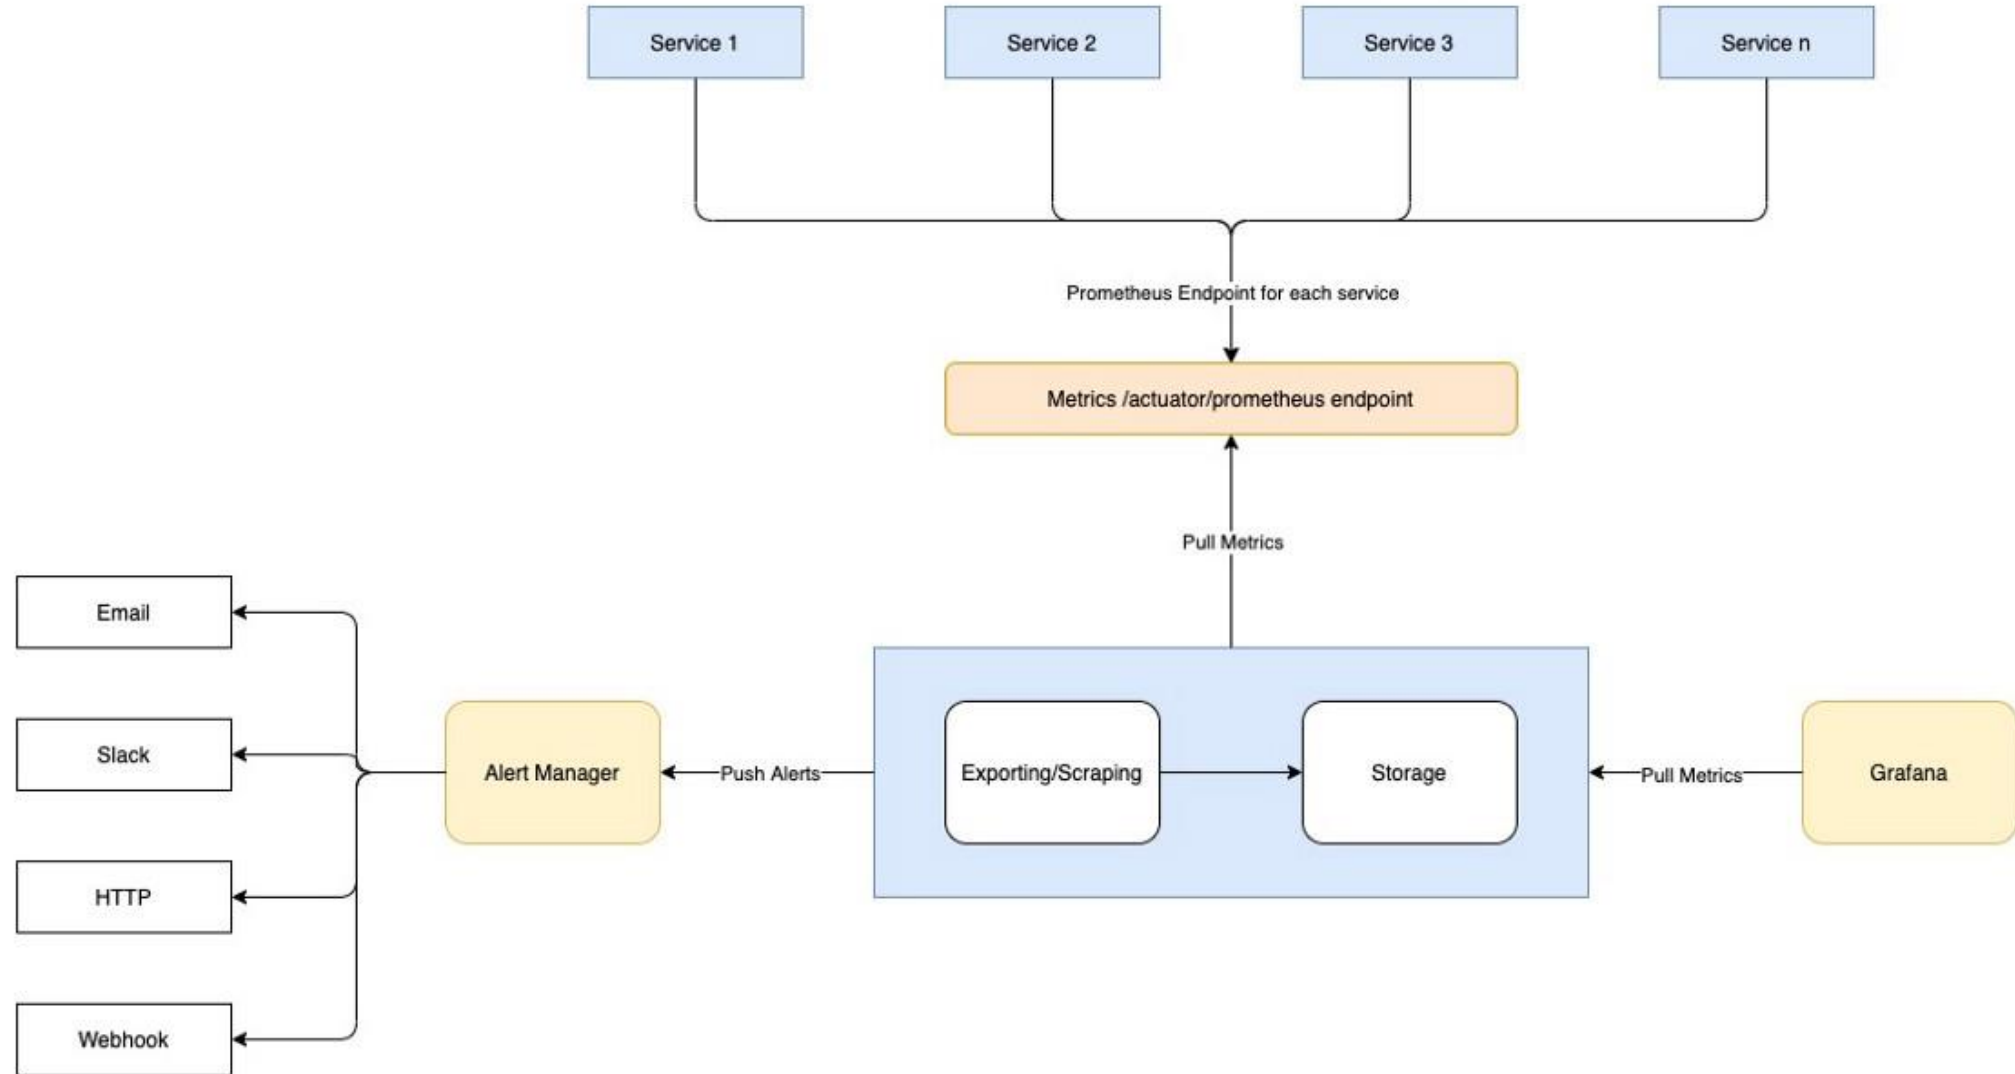 Service 1
Service 2
Service 3
Service n
Prometheus Endpoint for each service
Metrics /actuator/prometheus endpoint
Pull Metrics
Email
Slack
HTTP
Webhook
Alert Manager
Push Alerts
Exporting/Scraping
Storage
Pull Metrics
Grafana